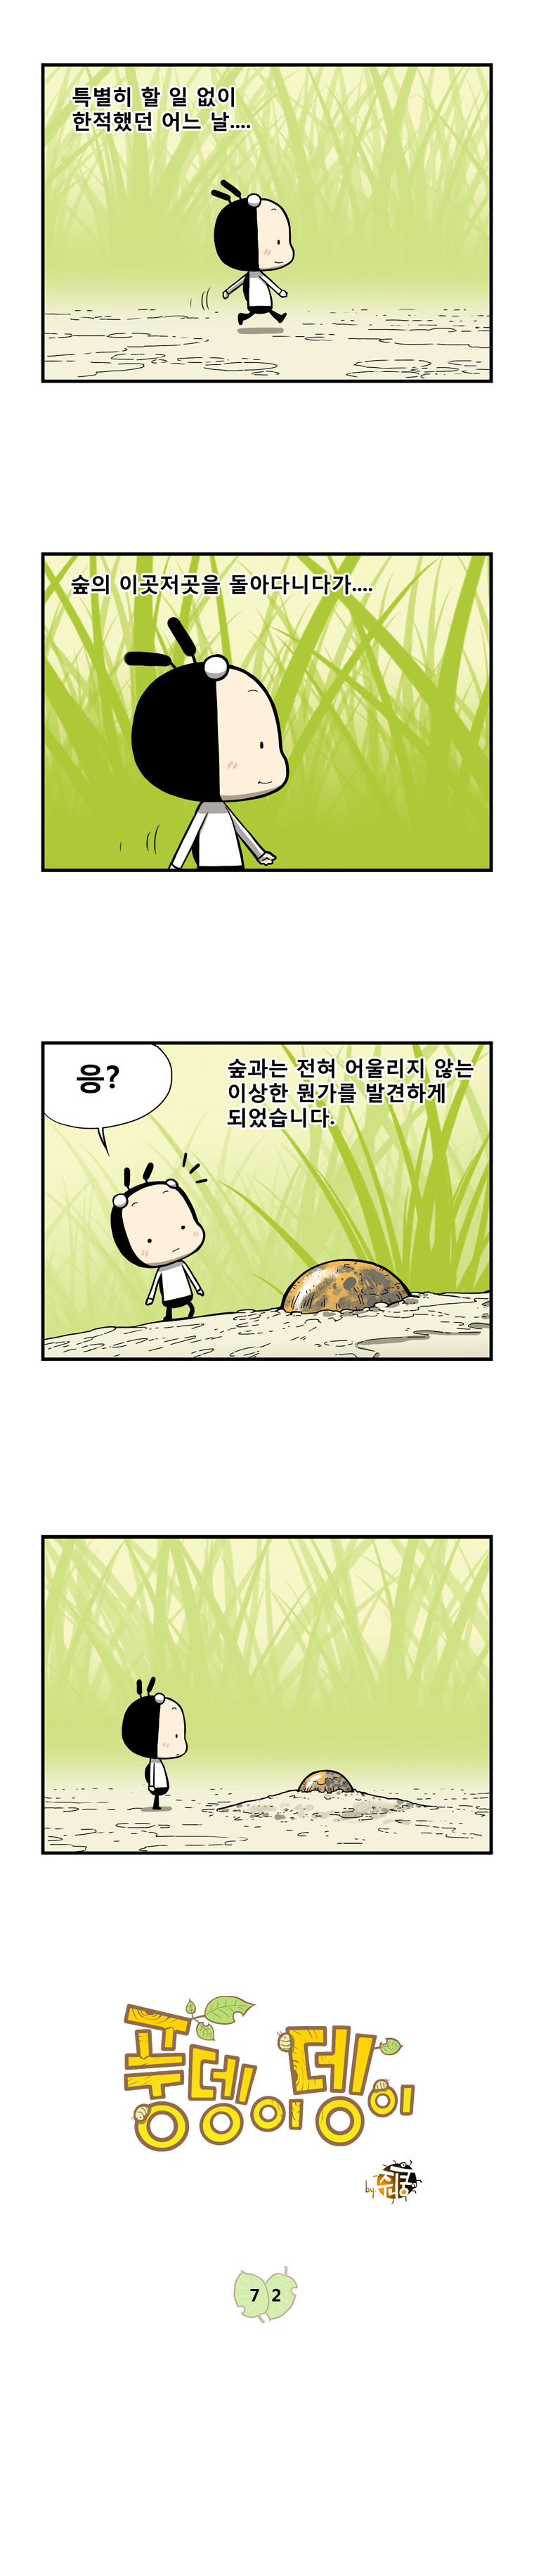 특별히 할 일 없이
한적했던 어느 날....
숲의 이곳저곳을 돌아다니다가....
응?
숲과는 전혀 어울리지 않는
이상한 뭔가를 발견하게
되었습니다.
풍뎅이뎅이
by.
72